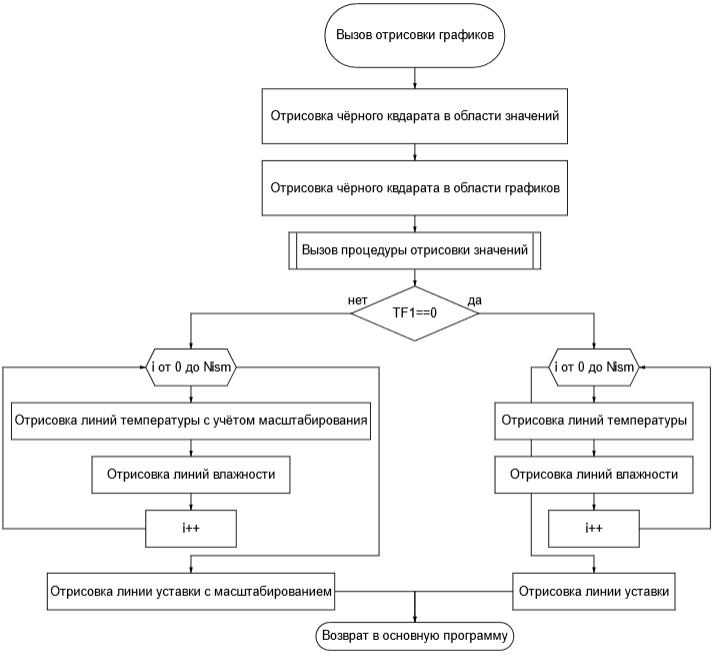 Вызов отрисовки графиков
Отрисовка чёрного квдарата в области значений
Отрисовка чёрного квдарата в области графиков
Вызов процедуры отрисовки значений
нет
TF1==0
да
i от 0 до Nism
Отрисовка линий температуры с учётом масштабирования
Отрисовка линий влажности
i++
Отрисовка линии уставки с масштабированием
i от 0 до Nism
Отрисовка линий температуры
Отрисовка линий влажности
i++
Отрисовка линии уставки
Возврат в основную программу